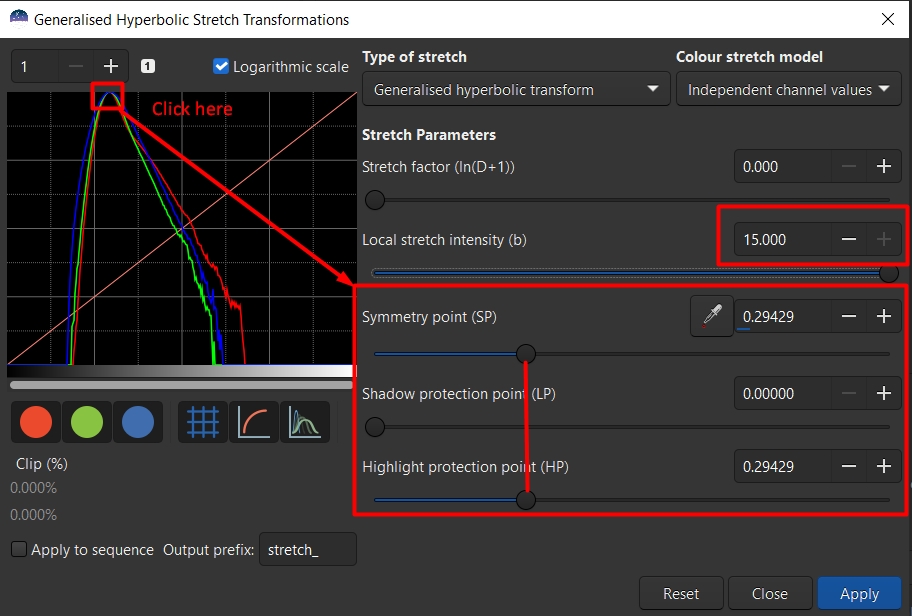 Generalised Hyperbolic Stretch Transformations
1
1
Logarithmic scale
Click here
Clip (%)
0.000%
0.000%
Apply to sequence Output prefix: stretch_
Type of stretch
Colour stretch model
Generalised hyperbolic transform
Independent channel values
Stretch Parameters
Stretch factor (ln(D+1)) 0.000
Local stretch intensity (b) 15.000
Symmetry point (SP) 0.29429
Shadow protection point (LP) 0.00000
Highlight protection point (HP) 0.29429
Reset Close Apply